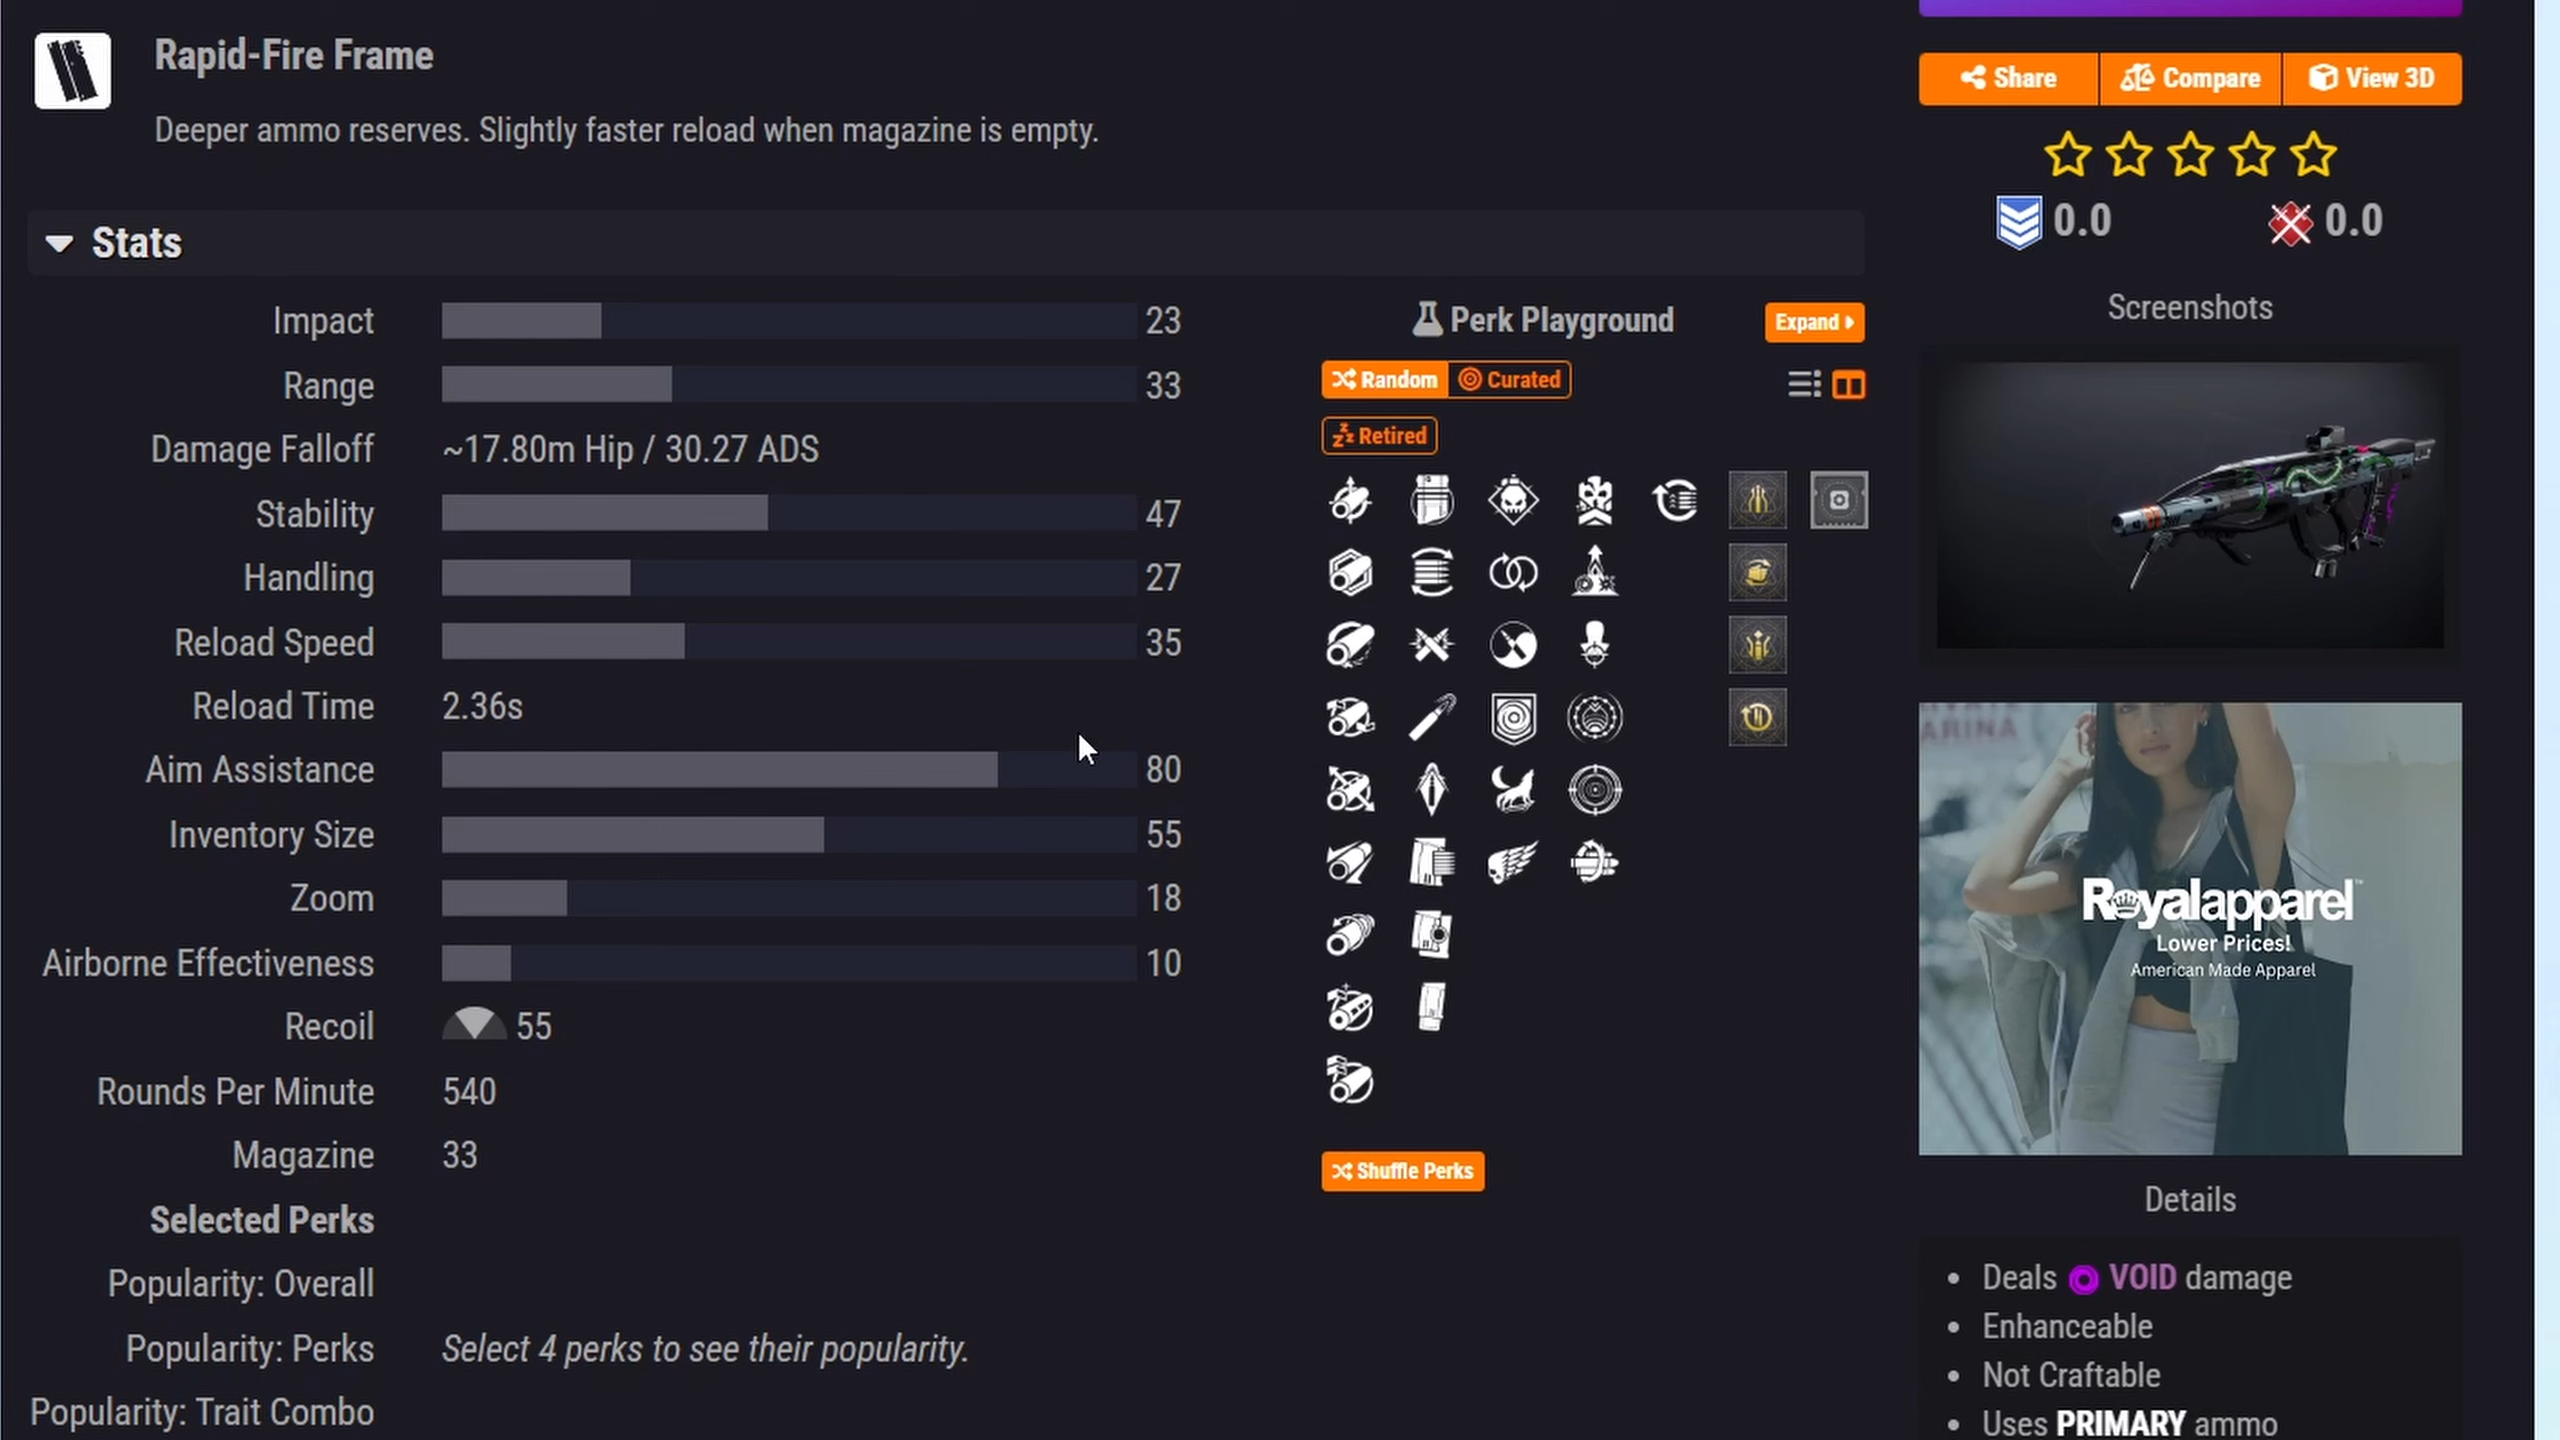 Rapid-Fire Frame
Deeper ammo reserves. Slightly faster reload when magazine is empty.
Share
Compare
View 3D
0.0
0.0
Stats
Impact 23
Range 33
Damage Falloff ~17.80m Hip / 30.27 ADS
Stability 47
Handling 27
Reload Speed 35
Reload Time 2.36s
Aim Assistance 80
Inventory Size 55
Zoom 18
Airborne Effectiveness 10
Recoil 55
Rounds Per Minute 540
Magazine 33
Selected Perks
Popularity: Overall
Popularity: Perks Select 4 perks to see their popularity.
Popularity: Trait Combo
Perk Playground
Expand
Random
Curated
Retired
Shuffle Perks
Screenshots
ARINA
Royalapparel™
Lower Prices!
American Made Apparel
Details
Deals VOID damage
Enhanceable
Not Craftable
Uses PRIMARY ammo